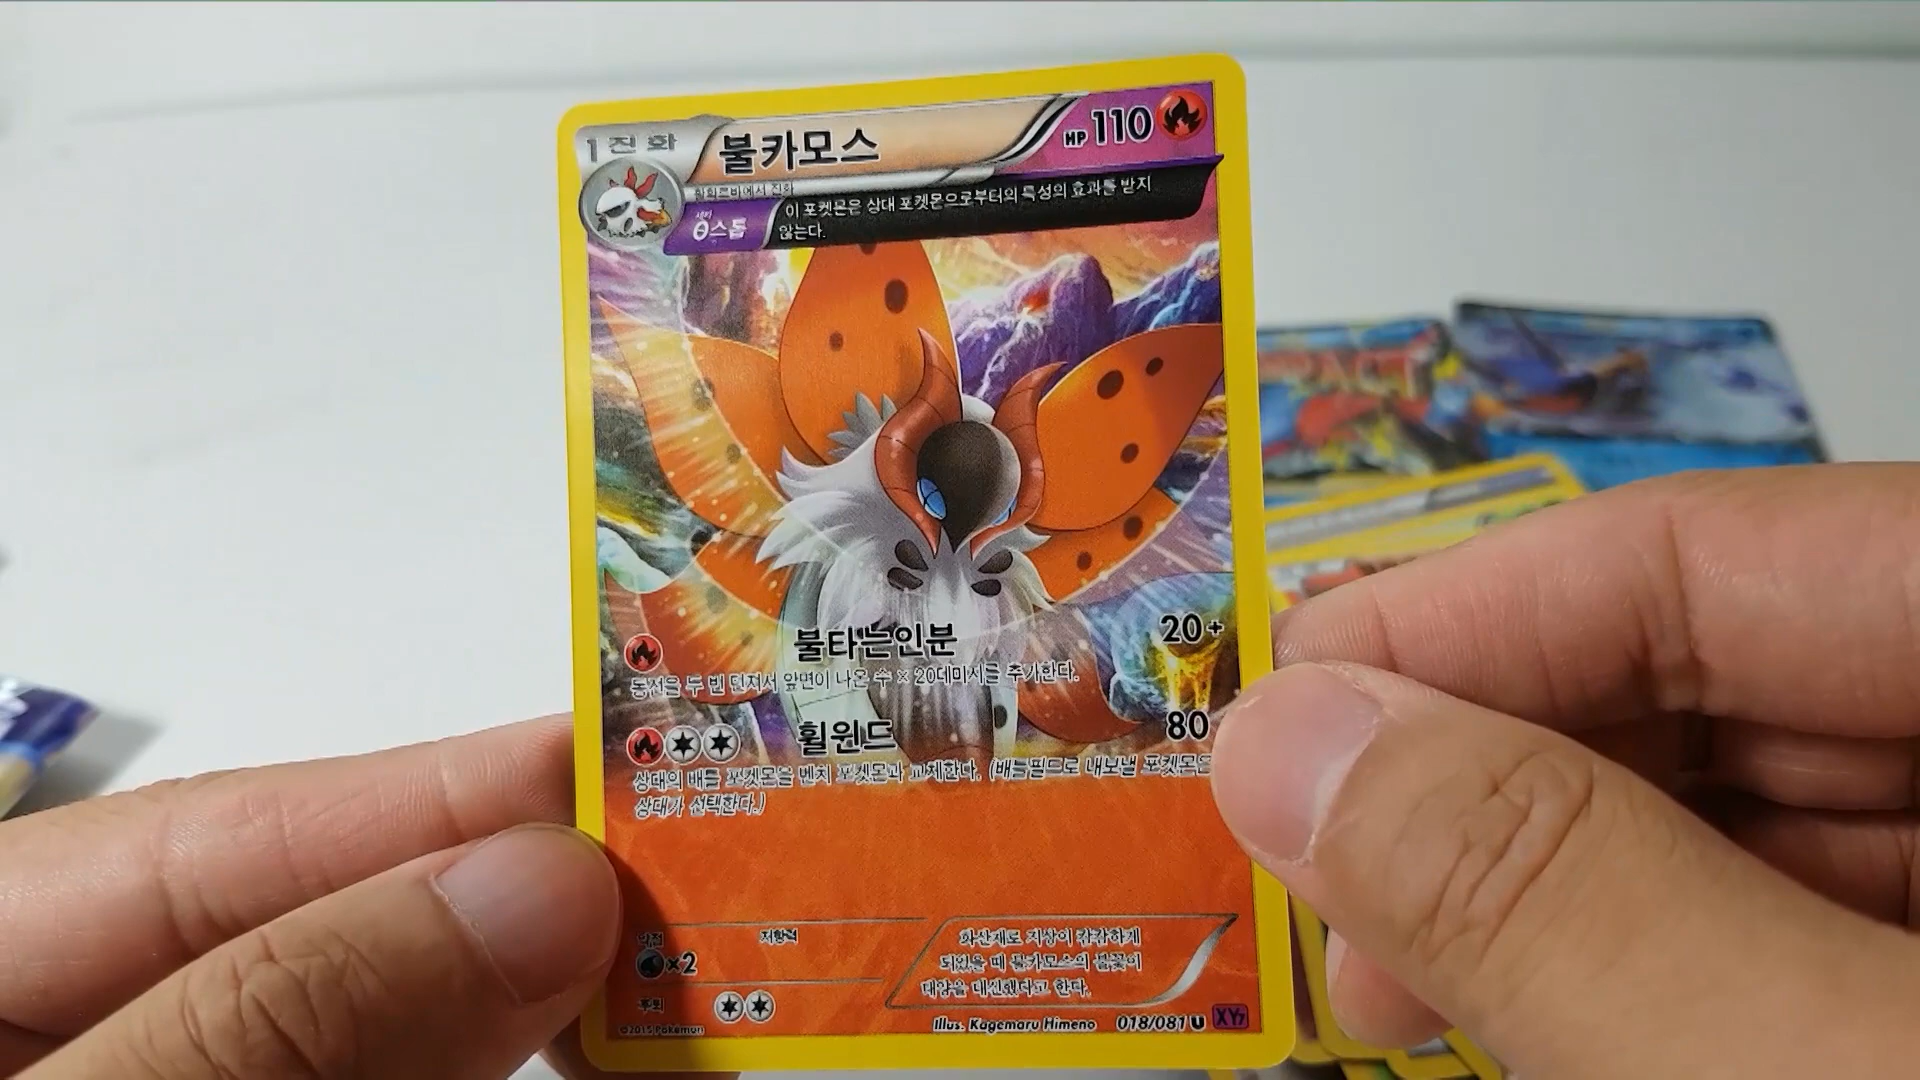 1 진화
불카모스
HP 110
활화르바에서 진화
세타
θ스톱
이 포켓몬은 상대 포켓몬으로부터의 특성의 효과를 받지
않는다.
불타는인분
20+
동전을 두 번 던져서 앞면이 나온 수 × 20데미지를 추가한다.
휠윈드
80
상대의 배틀 포켓몬을 벤치 포켓몬과 교체한다. (배틀필드로 내보낼 포켓몬은
상대가 선택한다.)
약점
저항력
×2
화산재로 지상이 캄캄하게
되었을 때 불카모스의 불꽃이
태양을 대신했다고 한다.
후퇴
©2015 Pokémon
Illus. Kagemaru Himeno
018/081 U
XY7